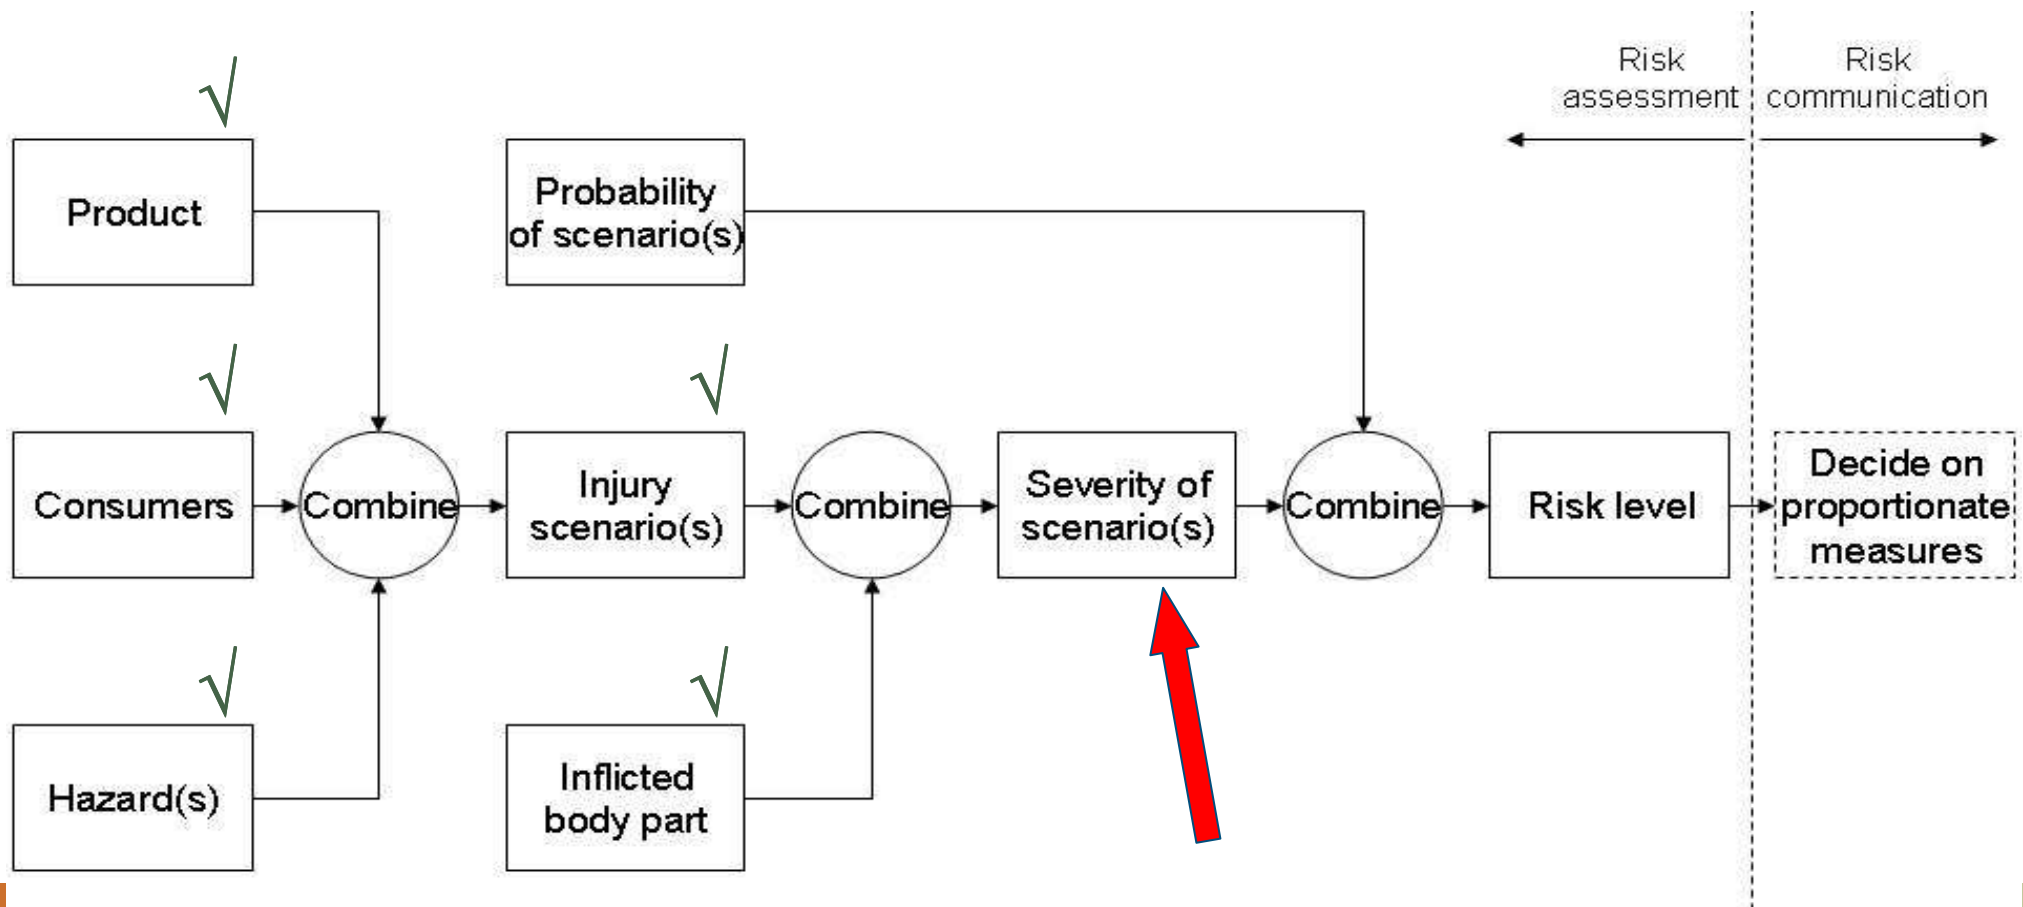 Risk
assessment
Risk
communication
√
Product
Probability
of scenario(s)
√
√
Consumers
Combine
Injury
scenario(s)
Combine
Severity of
scenario(s)
Combine
Risk level
Decide on
proportionate
measures
√
√
Hazard(s)
Inflicted
body part